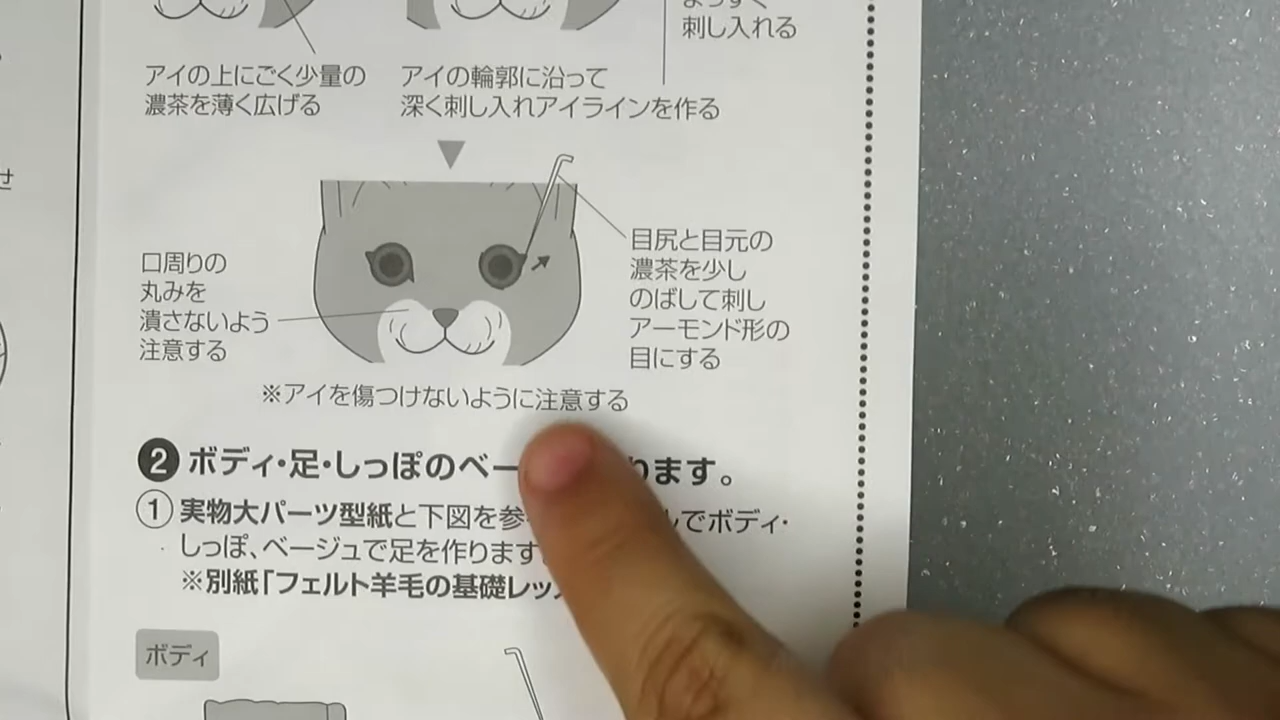 刺し入れる
アイの上にごく少量の
濃茶を薄く広げる
アイの輪郭に沿って
深く刺し入れアイラインを作る
口周りの
丸みを
潰さないよう
注意する
目尻と目元の
濃茶を少し
のばして刺し
アーモンド形の
目にする
※アイを傷つけないように注意する
2 ボディ・足・しっぽのベー ります。
① 実物大パーツ型紙と下図を参 でボディ・
しっぽ、ベージュで足を作ります
※別紙「フェルト羊毛の基礎レッ
ボディ
せ